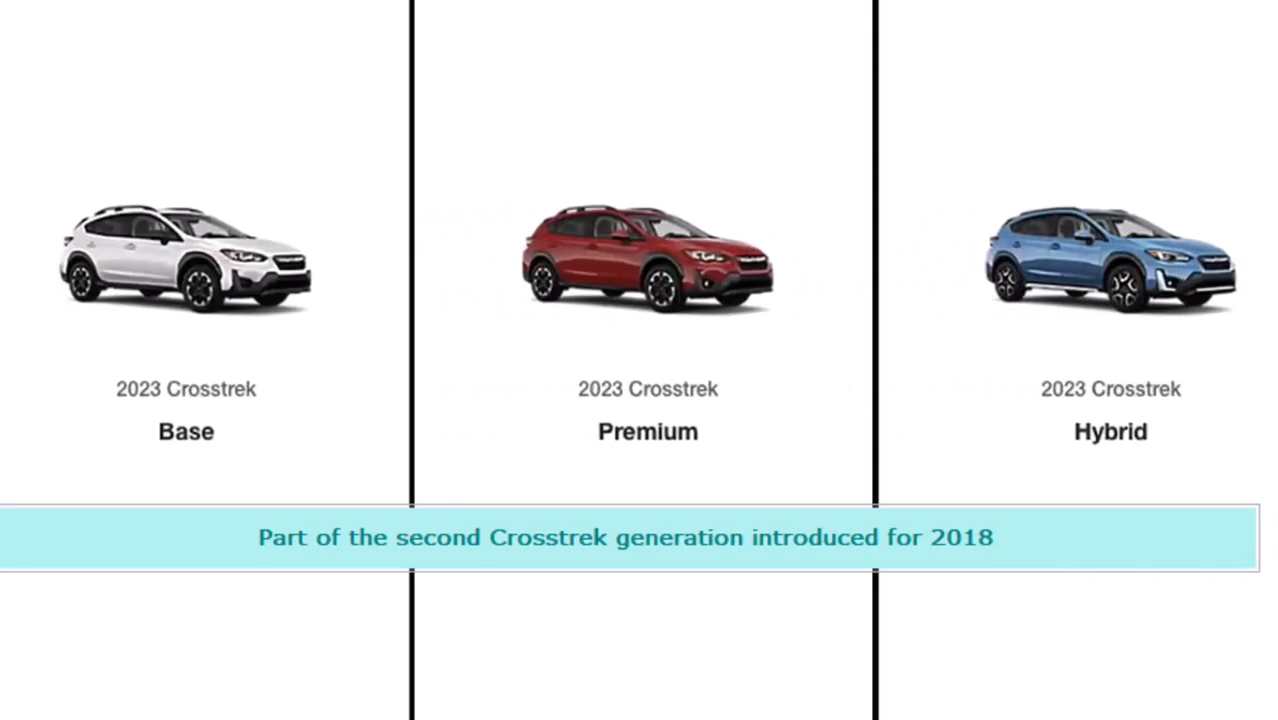 2023 Crosstrek
Base
2023 Crosstrek
Premium
2023 Crosstrek
Hybrid
Part of the second Crosstrek generation introduced for 2018